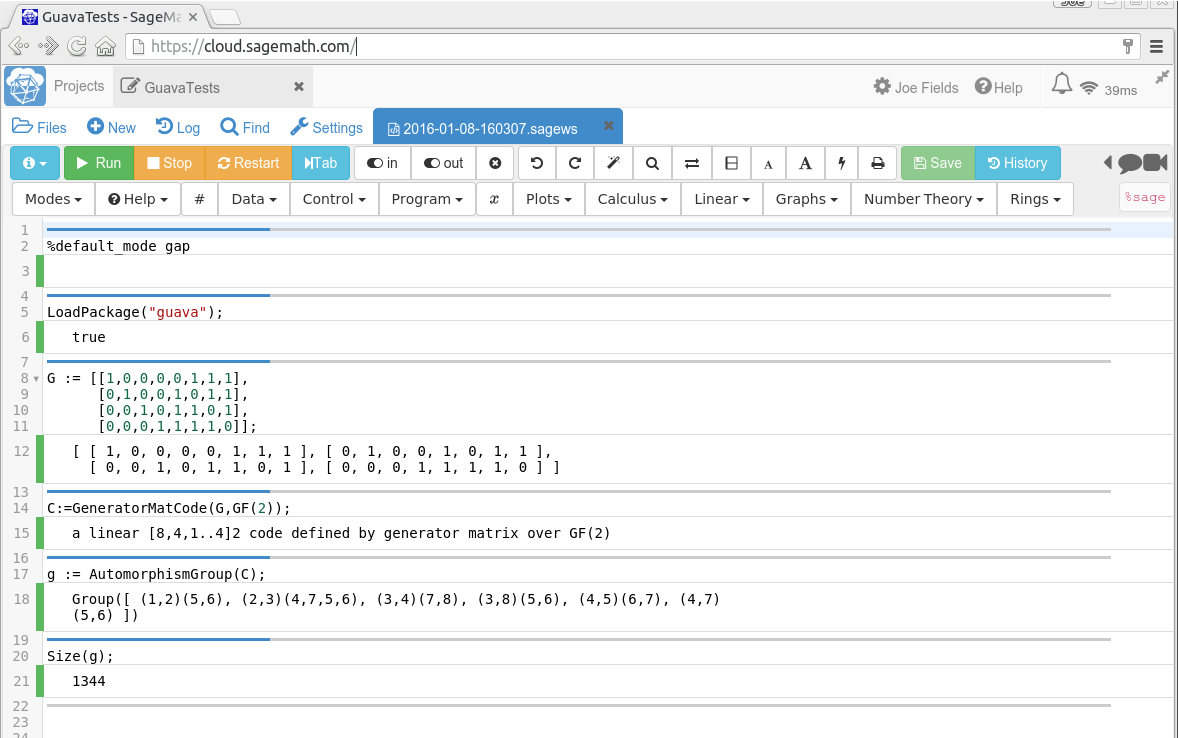 GuavaTests - SageMa
https://cloud.sagemath.com/
Projects
GuavaTests
Joe Fields
Help
39ms
Files
New
Log
Find
Settings
2016-01-08-160307.sagews
Run
Stop
Restart
Tab
in
out
A
A
Save
History
Modes
Help
#
Data
Control
Program
x
Plots
Calculus
Linear
Graphs
Number Theory
Rings
%sage
1
2 %default_mode gap
3
4
5 LoadPackage("guava");
6 true
7
8 G := [[1,0,0,0,0,1,1,1],
9 [0,1,0,0,1,0,1,1],
10 [0,0,1,0,1,1,0,1],
11 [0,0,0,1,1,1,1,0]];
12 [ [ 1, 0, 0, 0, 0, 1, 1, 1 ], [ 0, 1, 0, 0, 1, 0, 1, 1 ],
[ 0, 0, 1, 0, 1, 1, 0, 1 ], [ 0, 0, 0, 1, 1, 1, 1, 0 ] ]
13
14 C:=GeneratorMatCode(G,GF(2));
15 a linear [8,4,1..4]2 code defined by generator matrix over GF(2)
16
17 g := AutomorphismGroup(C);
18 Group([ (1,2)(5,6), (2,3)(4,7,5,6), (3,4)(7,8), (3,8)(5,6), (4,5)(6,7), (4,7)
(5,6) ])
19
20 Size(g);
21 1344
22
23